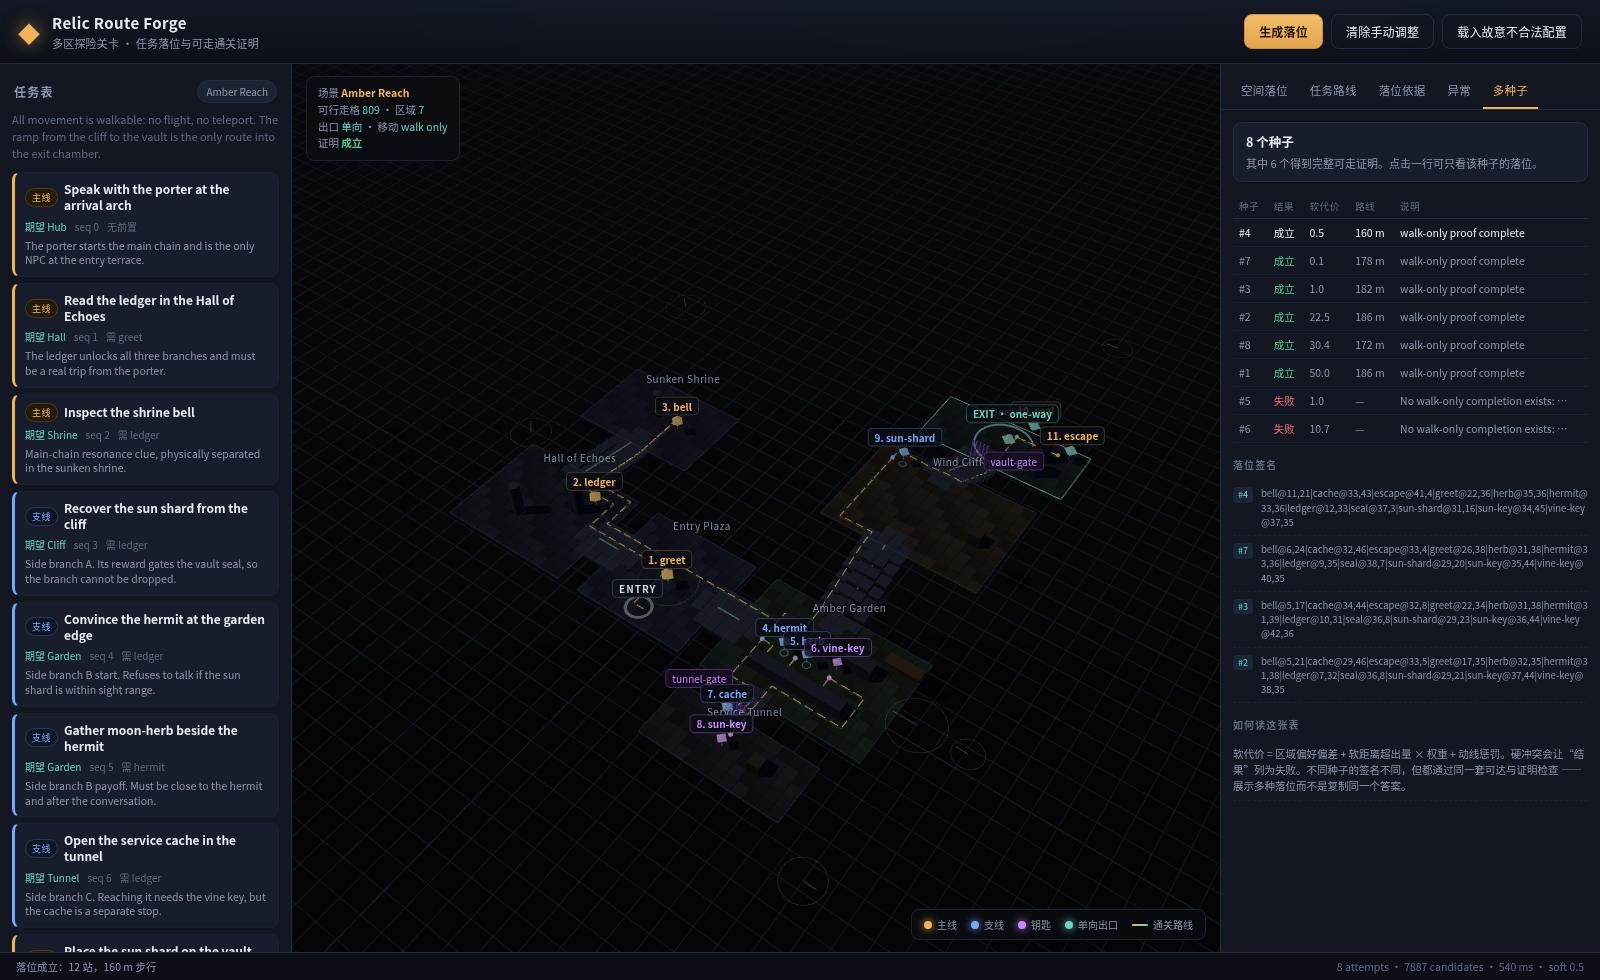 Relic Route Forge
多区探险关卡 · 任务落位与可走通关证明
生成落位
清除手动调整
载入故意不合法配置
任务表
Amber Reach
All movement is walkable: no flight, no teleport. The
ramp from the cliff to the vault is the only route into
the exit chamber.
主线
Speak with the porter at the
arrival arch
期望 Hub seq 0 无前置
The porter starts the main chain and is the only
NPC at the entry terrace.
主线
Read the ledger in the Hall of
Echoes
期望 Hall seq 1 需 greet
The ledger unlocks all three branches and must
be a real trip from the porter.
主线
Inspect the shrine bell
期望 Shrine seq 2 需 ledger
Main-chain resonance clue, physically separated
in the sunken shrine.
支线
Recover the sun shard from the
cliff
期望 Cliff seq 3 需 ledger
Side branch A. Its reward gates the vault seal, so
the branch cannot be dropped.
支线
Convince the hermit at the garden
edge
期望 Garden seq 4 需 ledger
Side branch B start. Refuses to talk if the sun
shard is within sight range.
支线
Gather moon-herb beside the
hermit
期望 Garden seq 5 需 hermit
Side branch B payoff. Must be close to the hermit
and after the conversation.
支线
Open the service cache in the
tunnel
期望 Tunnel seq 6 需 ledger
Side branch C. Reaching it needs the vine key, but
the cache is a separate stop.
Place the sun shard on the vault
场景 Amber Reach
可行走格 809 · 区域 7
出口 单向 · 移动 walk only
证明 成立
Sunken Shrine
3. bell
Hall of Echoes
2. ledger
Entry Plaza
1. greet
ENTRY
EXIT · one-way
9. sun-shard
11. escape
Wind Cliff
vault-gate
Amber Garden
4. hermit
5. herb
6. vine-key
tunnel-gate
7. cache
Service Tunnel
8. sun-key
主线
支线
钥匙
单向出口
通关路线
空间落位
任务路线
落位依据
异常
多种子
8 个种子
其中 6 个得到完整可走证明。点击一行可只看该种子的落位。
种子 结果 软代价 路线 说明
#4 成立 0.5 160 m walk-only proof complete
#7 成立 0.1 178 m walk-only proof complete
#3 成立 1.0 182 m walk-only proof complete
#2 成立 22.5 186 m walk-only proof complete
#8 成立 30.4 172 m walk-only proof complete
#1 成立 50.0 186 m walk-only proof complete
#5 失败 1.0 — No walk-only completion exists: ⋯
#6 失败 10.7 — No walk-only completion exists: ⋯
落位签名
#4
bell@11,21|cache@33,43|escape@41,4|greet@22,36|herb@35,36|hermit@
33,36|ledger@12,33|seal@37,3|sun-shard@31,16|sun-key@34,45|vine-key
@37,35
#7
bell@6,24|cache@32,46|escape@33,4|greet@26,38|herb@31,38|hermit@3
3,36|ledger@9,35|seal@38,7|sun-shard@29,20|sun-key@35,44|vine-key@
40,35
#3
bell@5,17|cache@34,44|escape@32,8|greet@22,34|herb@31,38|hermit@3
1,39|ledger@10,31|seal@36,8|sun-shard@29,23|sun-key@36,44|vine-key
@42,36
#2
bell@5,21|cache@29,46|escape@33,5|greet@17,35|herb@32,35|hermit@3
1,38|ledger@7,32|seal@36,8|sun-shard@29,21|sun-key@37,44|vine-key@
38,35
如何读这张表
软代价 = 区域偏好偏差 + 软距离超出量 × 权重 + 动线惩罚。硬冲突会让“结
果”列为失败。不同种子的签名不同，但都通过同一套可达与证明检查 ——
展示多种落位而不是复制同一个答案。
落位成立：12 站，160 m 步行
8 attempts · 7887 candidates · 540 ms · soft 0.5